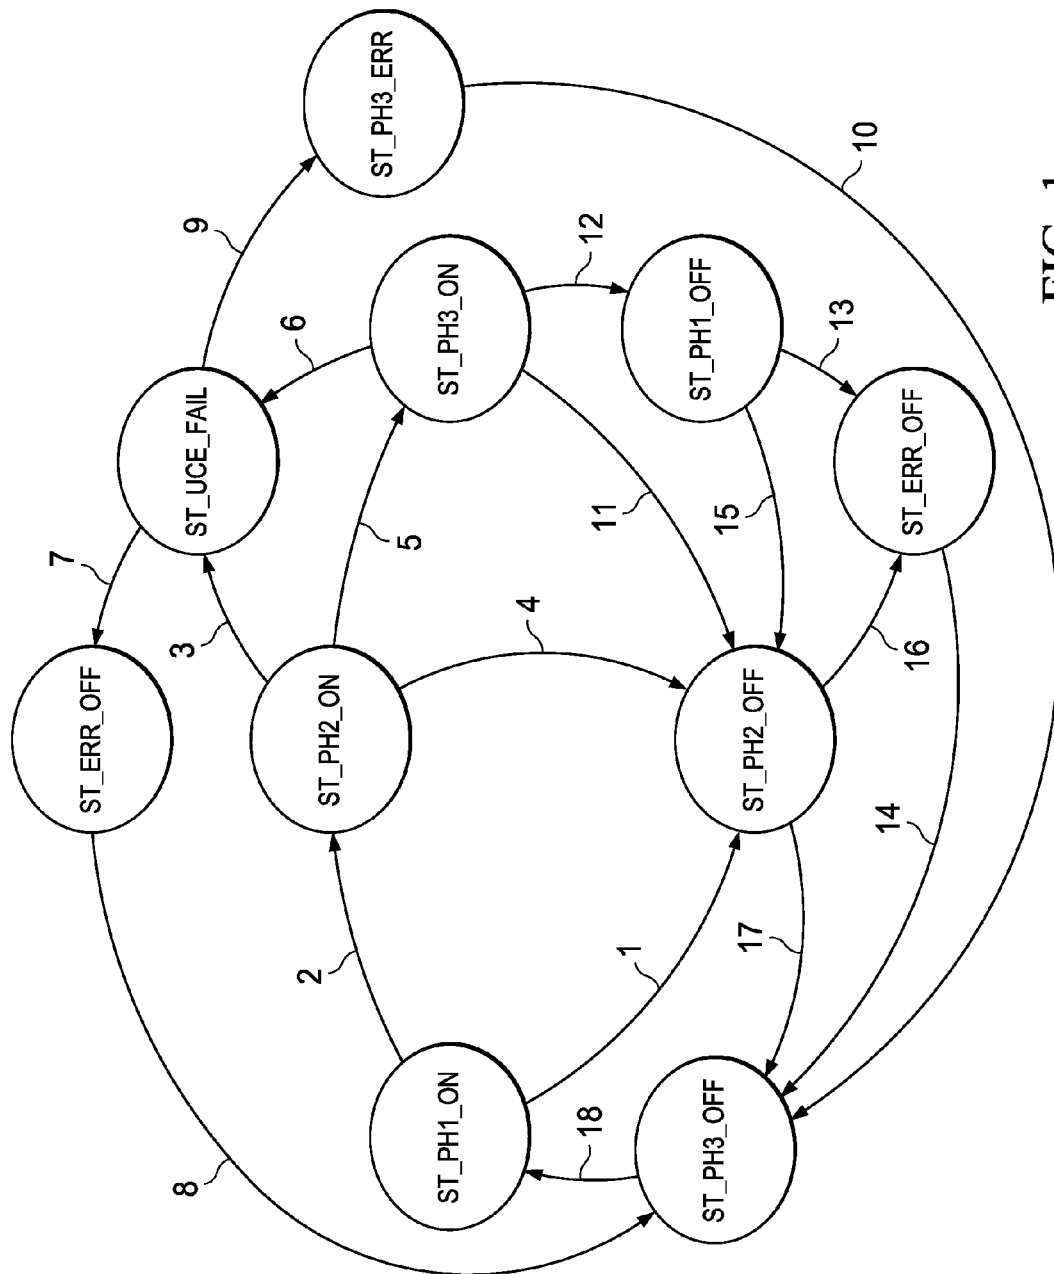 ST_ERR_OFF
7
8
3
ST_UCE_FAIL
9
ST_PH3_ERR
ST_PH2_ON
2
6
5
ST_PH3_ON
ST_PH1_ON
4
12
10
18
1
11
ST_PH1_OFF
ST_PH3_OFF
ST_PH2_OFF
15
13
17
16
ST_ERR_OFF
14
FIG. 1